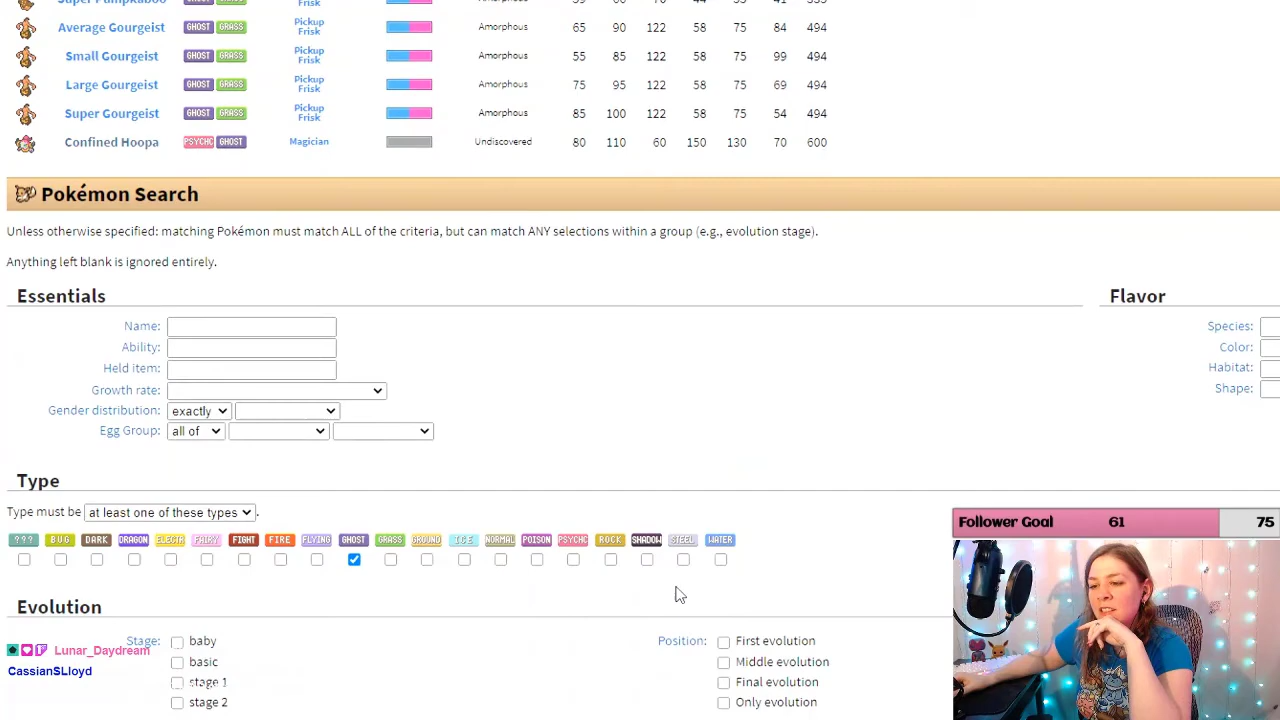 Super Pumpkaboo Pickup Frisk Amorphous 335
Average Gourgeist GHOST GRASS Pickup Frisk Amorphous 65 90 122 58 75 84 494
Small Gourgeist GHOST GRASS Pickup Frisk Amorphous 55 85 122 58 75 99 494
Large Gourgeist GHOST GRASS Pickup Frisk Amorphous 75 95 122 58 75 69 494
Super Gourgeist GHOST GRASS Pickup Frisk Amorphous 85 100 122 58 75 54 494
Confined Hoopa PSYCHC GHOST Magician Undiscovered 80 110 60 150 130 70 600
Pokémon Search
Unless otherwise specified: matching Pokémon must match ALL of the criteria, but can match ANY selections within a group (e.g., evolution stage).
Anything left blank is ignored entirely.
Essentials Flavor
Name: Species:
Ability: Color:
Held item: Habitat:
Growth rate: Shape:
Gender distribution: exactly
Egg Group: all of
Type
Type must be at least one of these types .
??? BUG DARK DRAGON ELECTR FAIRY FIGHT FIRE FLYING GHOST GRASS GROUND ICE NORMAL POISON PSYCHC ROCK SHADOW STEEL WATER
Follower Goal 61 75
Evolution
Stage: baby Position: First evolution
Lunar_Daydream
basic Middle evolution
CassianSLloyd
stage 1 Final evolution
stage 2 Only evolution